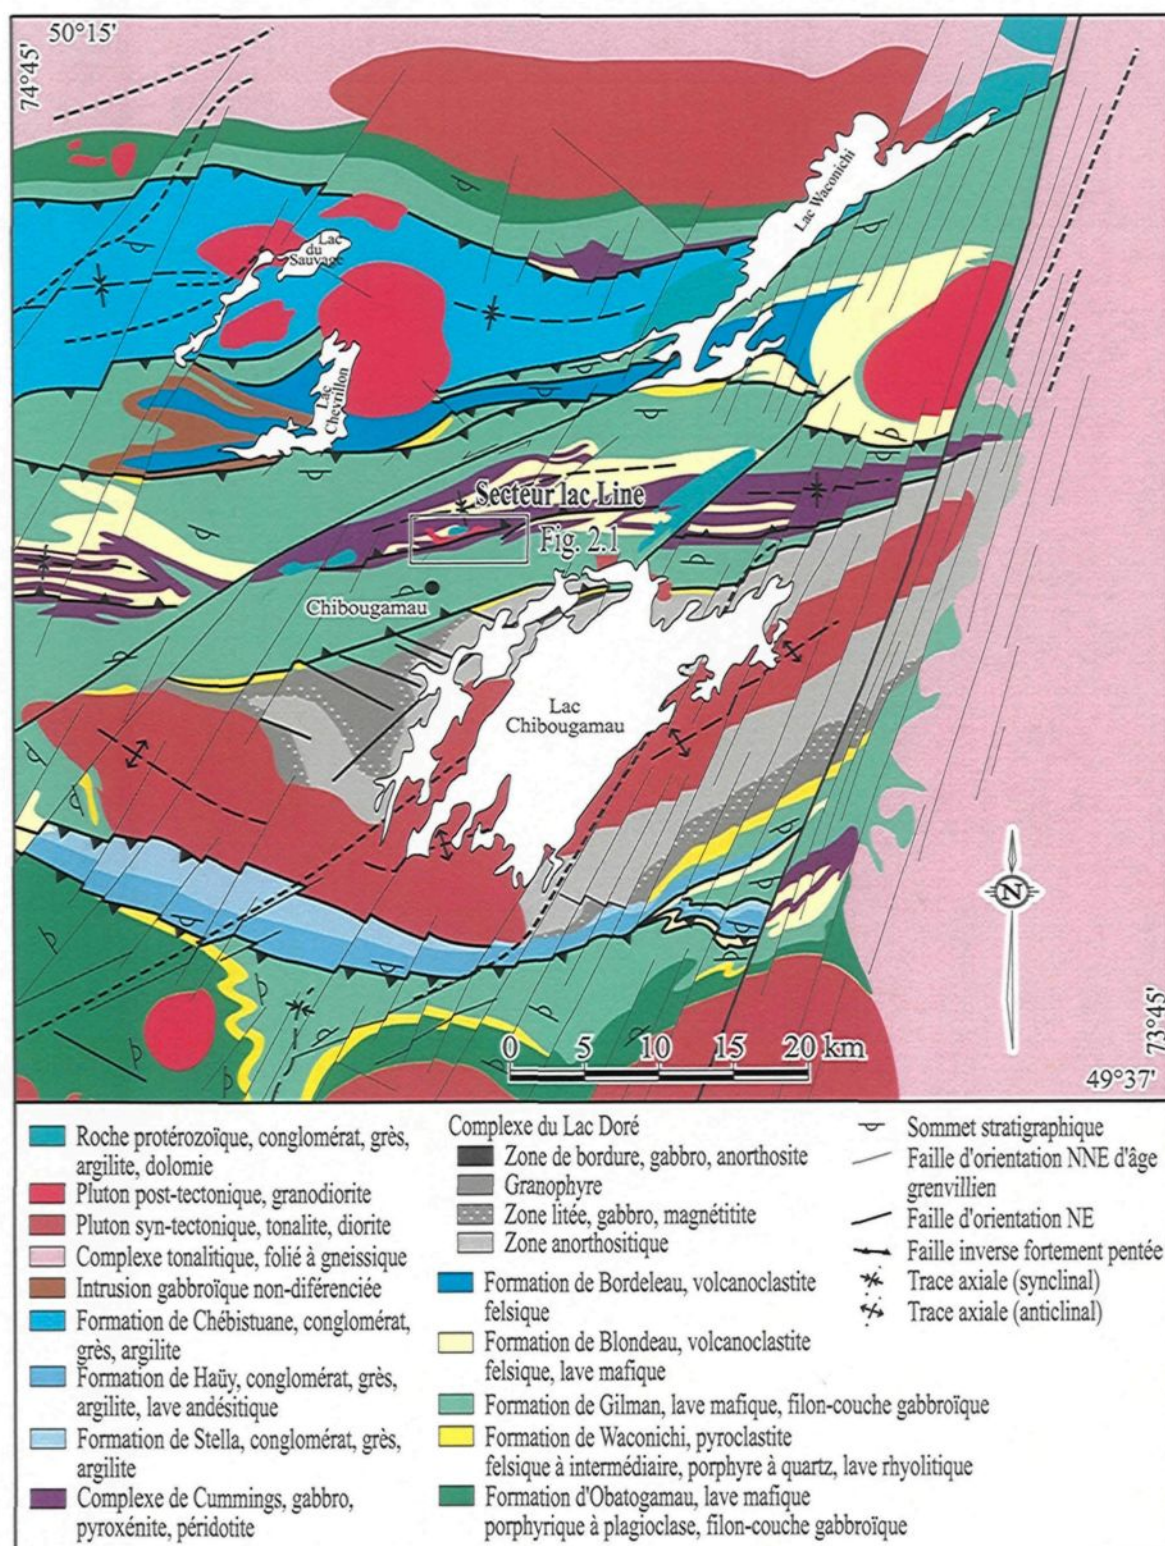 50°15'
74°45'
Lac Waconichi
Lac
du
Sauvage
Lac
Chevrillon
Secteur lac Line
Fig. 2.1
Chibougamau
Lac
Chibougamau
N
0 5 10 15 20 km
73°45'
49°37'
Roche protérozoïque, conglomérat, grès,
argilite, dolomie
Pluton post-tectonique, granodiorite
Pluton syn-tectonique, tonalite, diorite
Complexe tonalitique, folié à gneissique
Intrusion gabbroïque non-diférenciée
Formation de Chébistuane, conglomérat,
grès, argilite
Formation de Haüy, conglomérat, grès,
argilite, lave andésitique
Formation de Stella, conglomérat, grès,
argilite
Complexe de Cummings, gabbro,
pyroxénite, péridotite
Complexe du Lac Doré
Zone de bordure, gabbro, anorthosite
Granophyre
Zone litée, gabbro, magnétitite
Zone anorthositique
Formation de Bordeleau, volcanoclastite
felsique
Formation de Blondeau, volcanoclastite
felsique, lave mafique
Formation de Gilman, lave mafique, filon-couche gabbroïque
Formation de Waconichi, pyroclastite
felsique à intermédiaire, porphyre à quartz, lave rhyolitique
Formation d'Obatogamau, lave mafique
porphyrique à plagioclase, filon-couche gabbroïque
Sommet stratigraphique
Faille d'orientation NNE d'âge
grenvillien
Faille d'orientation NE
Faille inverse fortement pentée
Trace axiale (synclinal)
Trace axiale (anticlinal)